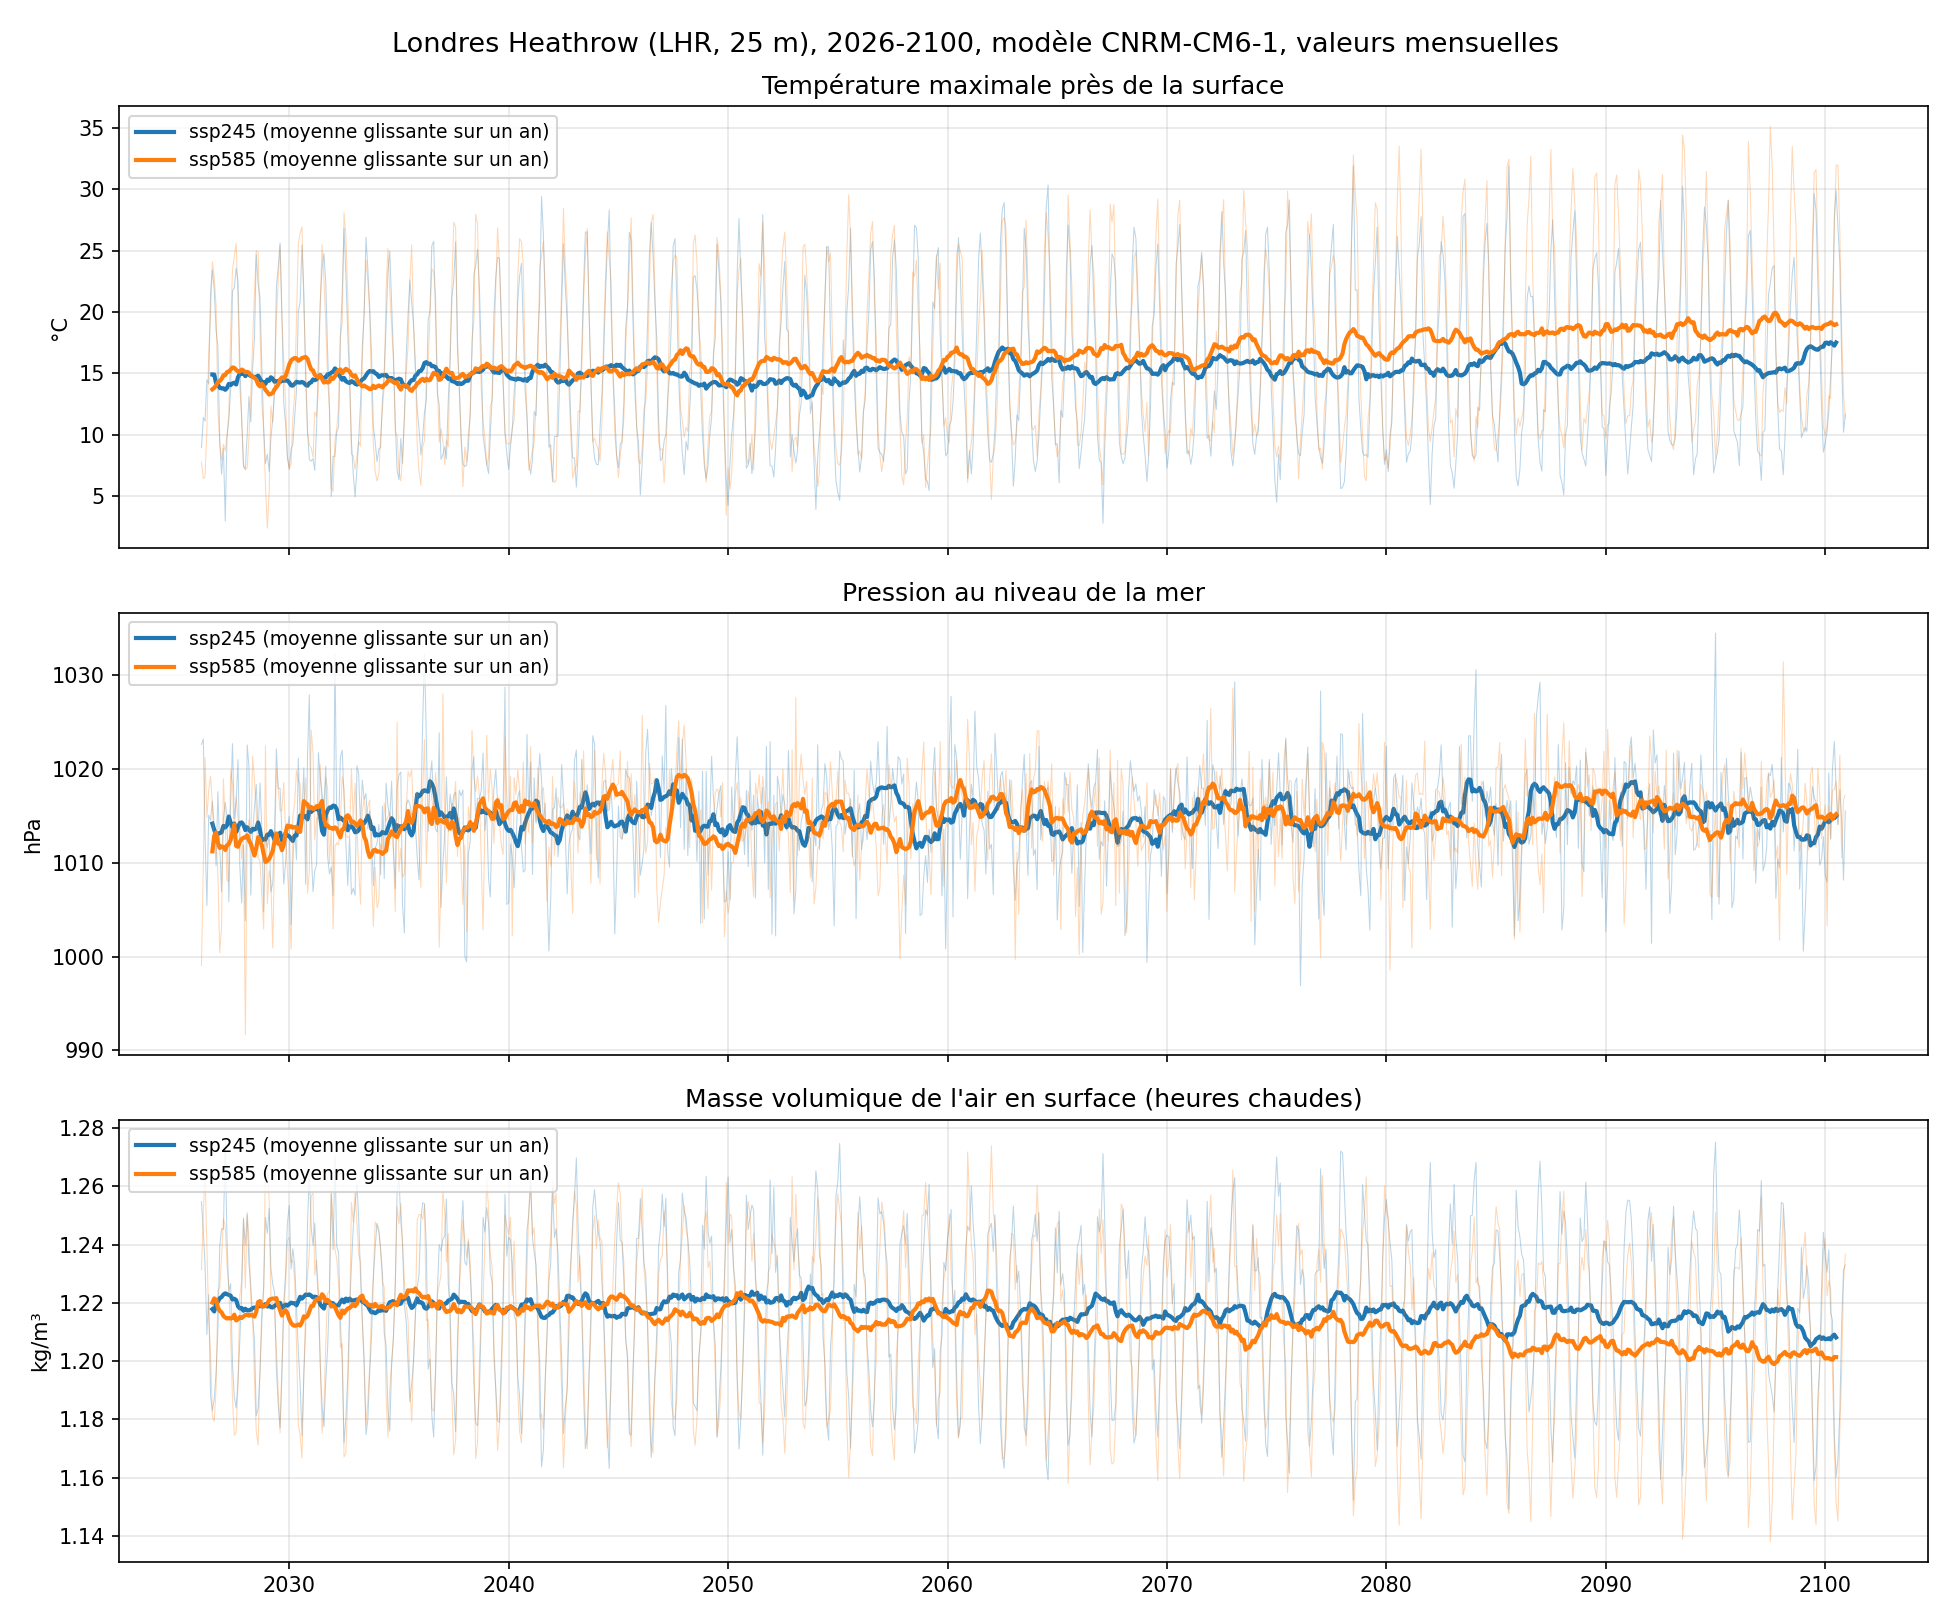 Londres Heathrow (LHR, 25 m), 2026-2100, modèle CNRM-CM6-1, valeurs mensuelles
Température maximale près de la surface
ssp245 (moyenne glissante sur un an)
ssp585 (moyenne glissante sur un an)
35
30
25
20
15
10
5
°C
Pression au niveau de la mer
ssp245 (moyenne glissante sur un an)
ssp585 (moyenne glissante sur un an)
1030
1020
1010
1000
990
hPa
Masse volumique de l'air en surface (heures chaudes)
ssp245 (moyenne glissante sur un an)
ssp585 (moyenne glissante sur un an)
1.28
1.26
1.24
1.22
1.20
1.18
1.16
1.14
kg/m³
2030 2040 2050 2060 2070 2080 2090 2100